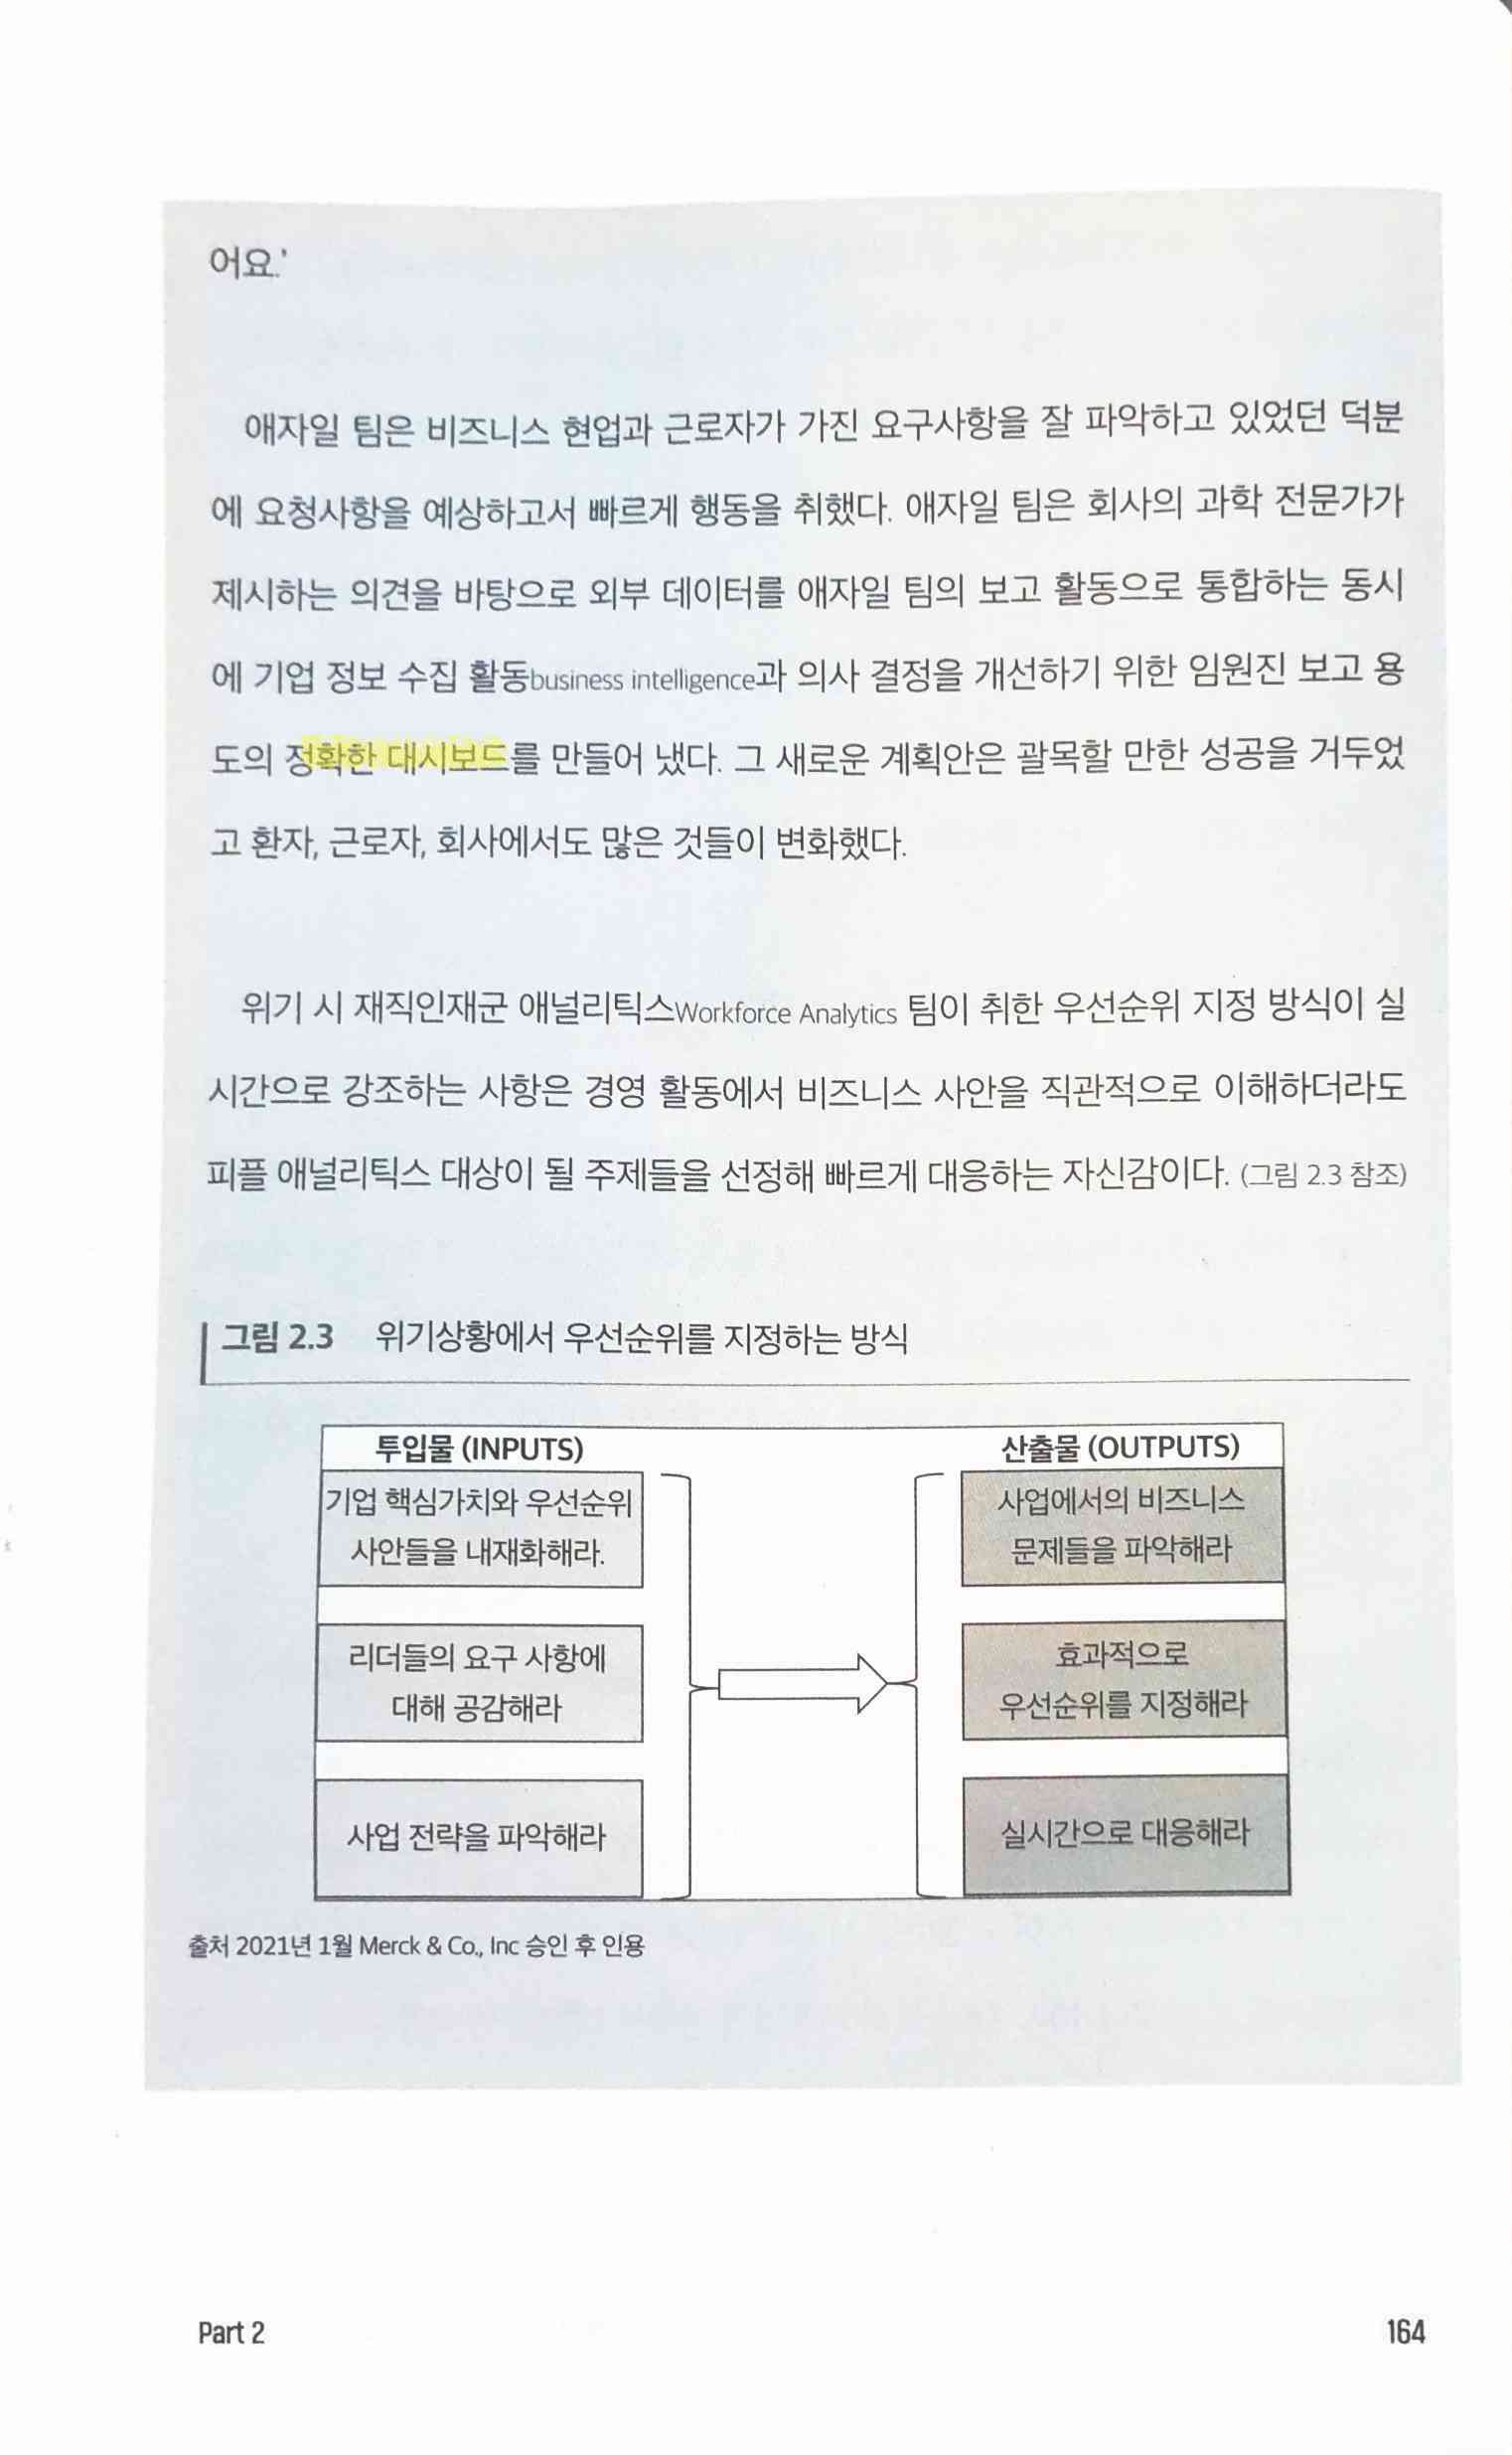 어요.'
애자일 팀은 비즈니스 현업과 근로자가 가진 요구사항을 잘 파악하고 있었던 덕분
에 요청사항을 예상하고서 빠르게 행동을 취했다. 애자일 팀은 회사의 과학 전문가가
제시하는 의견을 바탕으로 외부 데이터를 애자일 팀의 보고 활동으로 통합하는 동시
에 기업 정보 수집 활동business intelligence과 의사 결정을 개선하기 위한 임원진 보고 용
도의 정확한 대시보드를 만들어 냈다. 그 새로운 계획안은 괄목할 만한 성공을 거두었
고 환자, 근로자, 회사에서도 많은 것들이 변화했다.
위기 시 재직인재군 애널리틱스Workforce Analytics 팀이 취한 우선순위 지정 방식이 실
시간으로 강조하는 사항은 경영 활동에서 비즈니스 사안을 직관적으로 이해하더라도
피플 애널리틱스 대상이 될 주제들을 선정해 빠르게 대응하는 자신감이다. (그림 2.3 참조)
그림 2.3 위기상황에서 우선순위를 지정하는 방식
투입물 (INPUTS)
기업 핵심가치와 우선순위
사안들을 내재화해라.
리더들의 요구 사항에
대해 공감해라
사업 전략을 파악해라
산출물 (OUTPUTS)
사업에서의 비즈니스
문제들을 파악해라
효과적으로
우선순위를 지정해라
실시간으로 대응해라
출처 2021년 1월 Merck & Co., Inc 승인 후 인용
Part 2
164